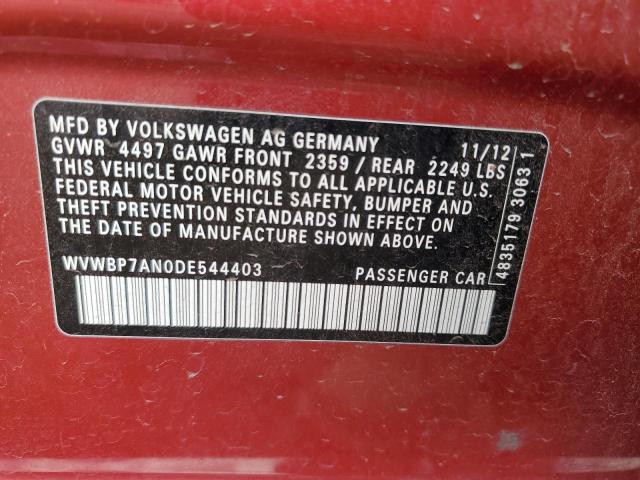 MFD BY VOLKSWAGEN AG GERMANY 11/12
GVWR 4497 GAWR FRONT 2359 / REAR 2249 LBS
THIS VEHICLE CONFORMS TO ALL APPLICABLE U.S.
FEDERAL MOTOR VEHICLE SAFETY, BUMPER AND
THEFT PREVENTION STANDARDS IN EFFECT ON
THE DATE OF MANUFACTURE SHOWN ABOVE.
WVWBP7AN0DE544403 PASSENGER CAR
4835179 3063 1